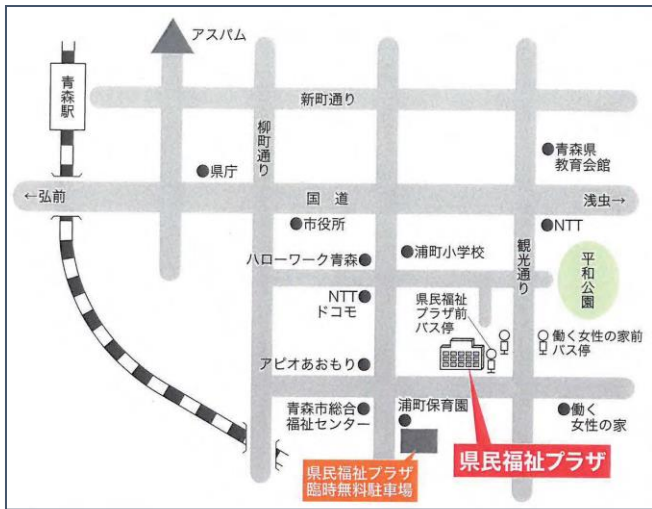 アスパム
青森駅
新町通り
柳町通り
青森県
教育会館
県庁
←弘前
国道
浅虫→
市役所
NTT
浦町小学校
観光通り
ハローワーク青森
平和公園
NTT
ドコモ
県民福祉
プラザ前
バス停
働く女性の家前
バス停
アピオあおもり
青森市総合
福祉センター
浦町保育園
働く
女性の家
県民福祉プラザ
県民福祉プラザ
臨時無料駐車場